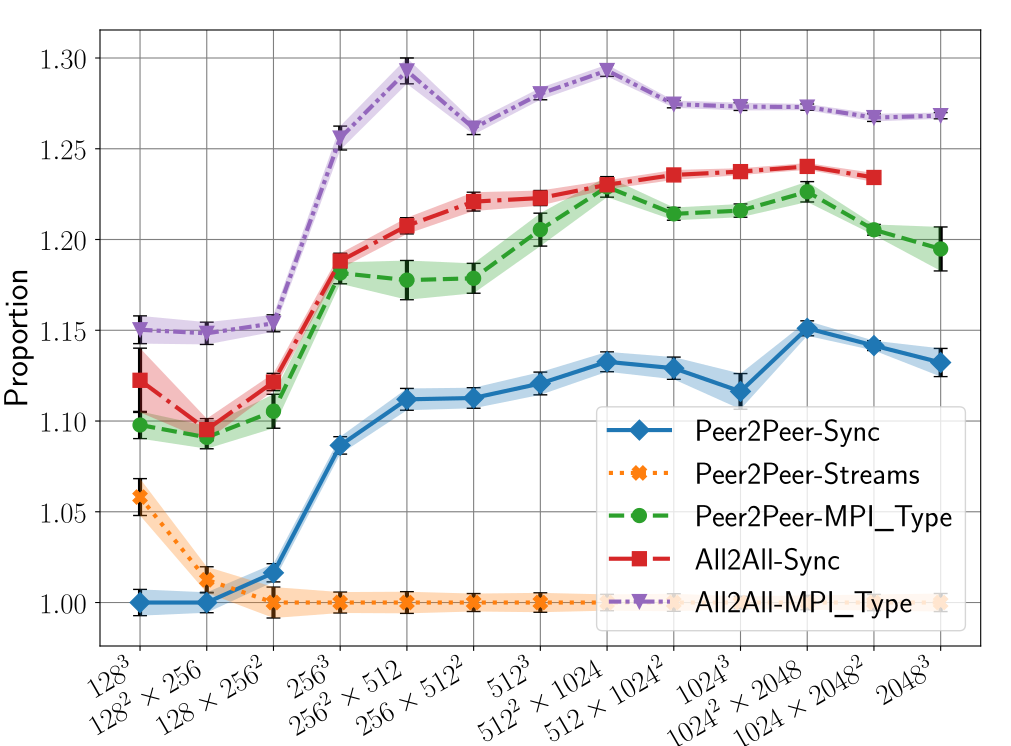 Proportion
1.30
1.25
1.20
1.15
1.10
1.05
1.00
Peer2Peer-Sync
Peer2Peer-Streams
Peer2Peer-MPI_Type
All2All-Sync
All2All-MPI_Type
128³
128² × 256
128 × 256²
256³
256² × 512
256 × 512²
512³
512² × 1024
512 × 1024²
1024³
1024² × 2048
1024 × 2048²
2048³